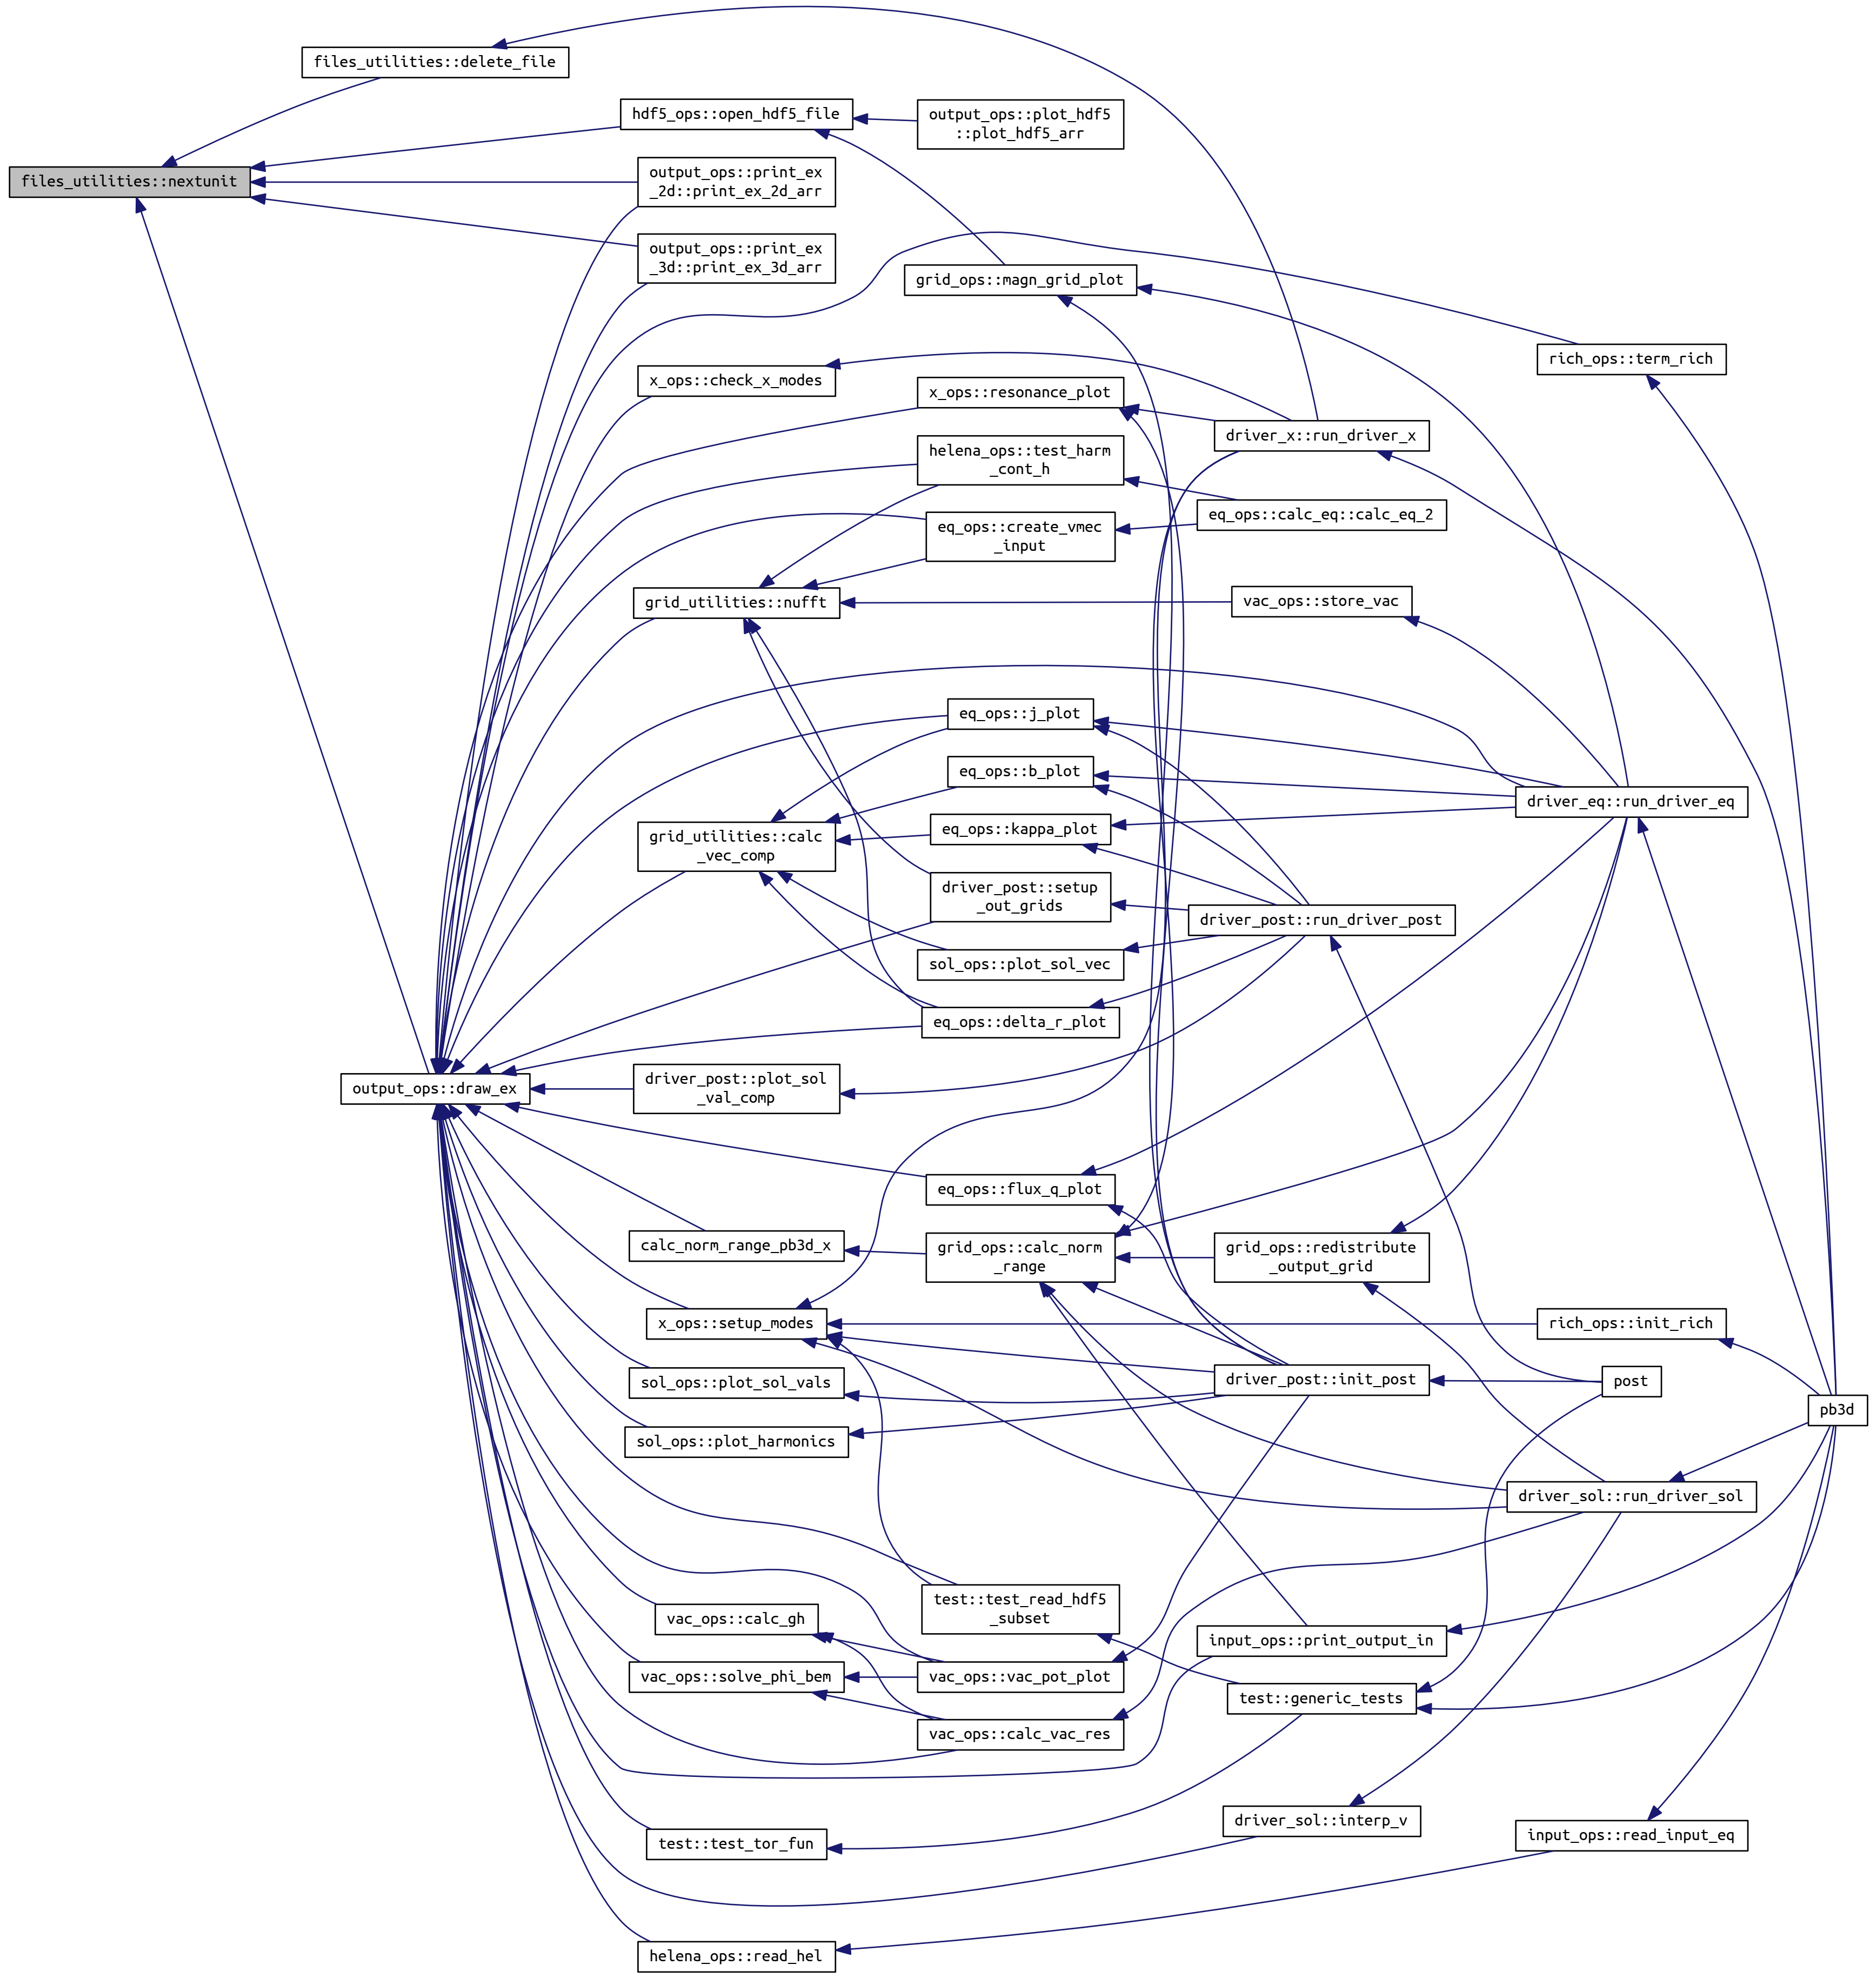 files_utilities::delete_file
hdf5_ops::open_hdf5_file
output_ops::plot_hdf5
::plot_hdf5_arr
files_utilities::nextunit
output_ops::print_ex
_2d::print_ex_2d_arr
output_ops::print_ex
_3d::print_ex_3d_arr
grid_ops::magn_grid_plot
rich_ops::term_rich
x_ops::check_x_modes
x_ops::resonance_plot
driver_x::run_driver_x
helena_ops::test_harm
_cont_h
eq_ops::calc_eq::calc_eq_2
eq_ops::create_vmec
_input
grid_utilities::nufft
vac_ops::store_vac
eq_ops::j_plot
eq_ops::b_plot
driver_eq::run_driver_eq
grid_utilities::calc
_vec_comp
eq_ops::kappa_plot
driver_post::setup
_out_grids
driver_post::run_driver_post
sol_ops::plot_sol_vec
eq_ops::delta_r_plot
output_ops::draw_ex
driver_post::plot_sol
_val_comp
eq_ops::flux_q_plot
calc_norm_range_pb3d_x
grid_ops::calc_norm
_range
grid_ops::redistribute
_output_grid
x_ops::setup_modes
rich_ops::init_rich
sol_ops::plot_sol_vals
driver_post::init_post
post
pb3d
sol_ops::plot_harmonics
driver_sol::run_driver_sol
test::test_read_hdf5
_subset
vac_ops::calc_gh
input_ops::print_output_in
vac_ops::solve_phi_bem
vac_ops::vac_pot_plot
test::generic_tests
vac_ops::calc_vac_res
driver_sol::interp_v
test::test_tor_fun
input_ops::read_input_eq
helena_ops::read_hel